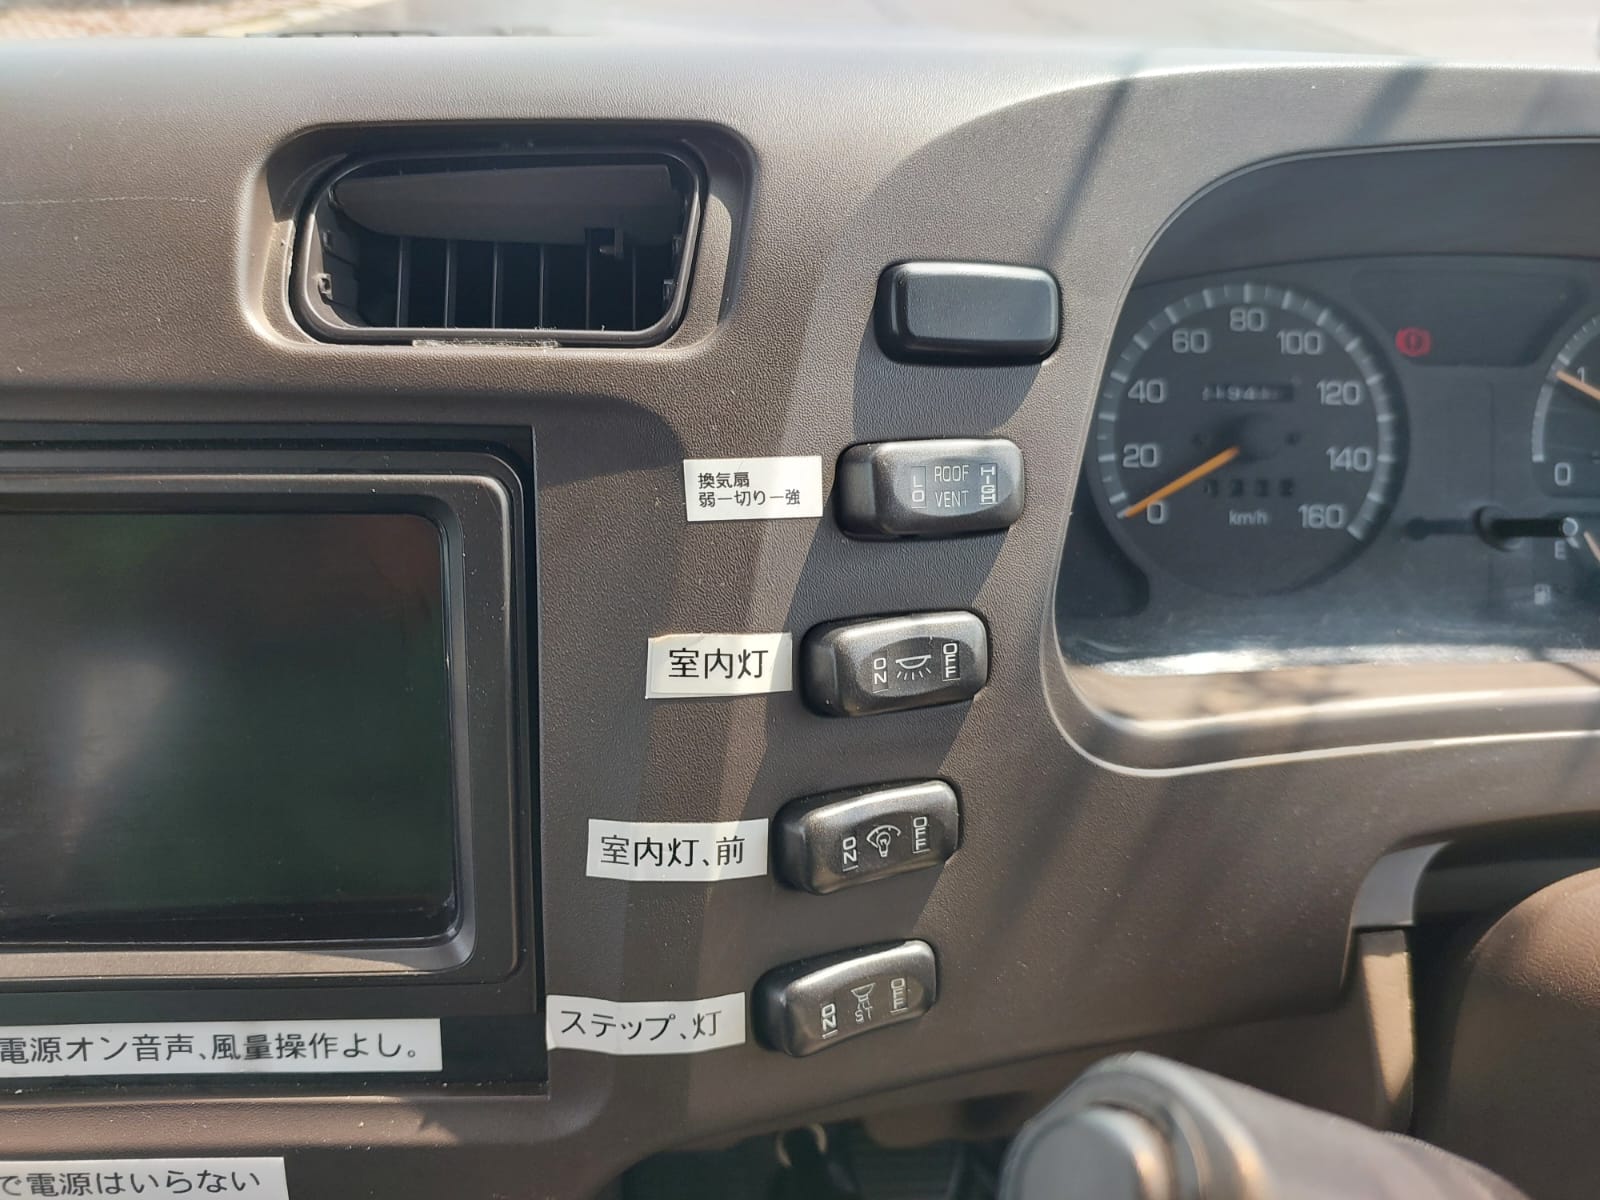 換気扇
弱ー切りー強
LO
ROOF
VENT
HIGH
室内灯
ON
OFF
室内灯、前
ON
OFF
ステップ、灯
ON
ST
OFF
電源オン音声、風量操作よし。
で電源はいらない
0
20
40
60
80
100
120
140
160
km/h
1
0
E